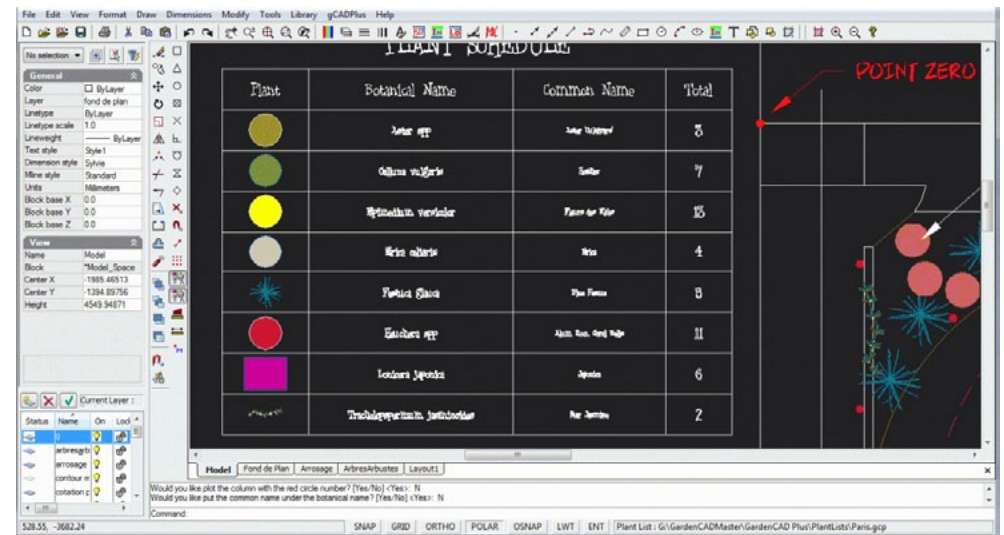 File Edit View Format Draw Dimensions Modify Tools Library gCADPlus Help
No selection
General
Color ByLayer
Layer fond de plan
Linetype ByLayer
Linetype scale 1.0
Lineweight ByLayer
Text style Style1
Dimension style Sylvie
Mline style Standard
Units Millimeters
Block base X 0.0
Block base Y 0.0
Block base Z 0.0
View
Name Model
Block *Model_Space
Center X -1985.46513
Center Y -1394.89756
Height 4549.94871
Current Layer :
Status Name On Lock
0
arbresarb
arrosage
contour m
cotation p
PLANT SCHEDULE
Plant Botanical Name Common Name Total
Aster spp 3
Calluna vulgaris 7
Epimedium versicolor 13
Erica 4
Festuca glauca 5
Heuchera spp 11
Lonicera japonica 6
Trachelospermum jasminoides 2
POINT ZERO
Model Fond de Plan Arrosage ArbresArbustes Layout1
Would you like plot the column with the red circle number? [Yes/No] <Yes>: N
Would you like put the common name under the botanical name? [Yes/No] <Yes>: N
Command:
528.55, -3682.24 SNAP GRID ORTHO POLAR OSNAP LWT ENT Plant List : G:\GardenCADMaster\GardenCAD Plus\PlantLists\Paris.gcp